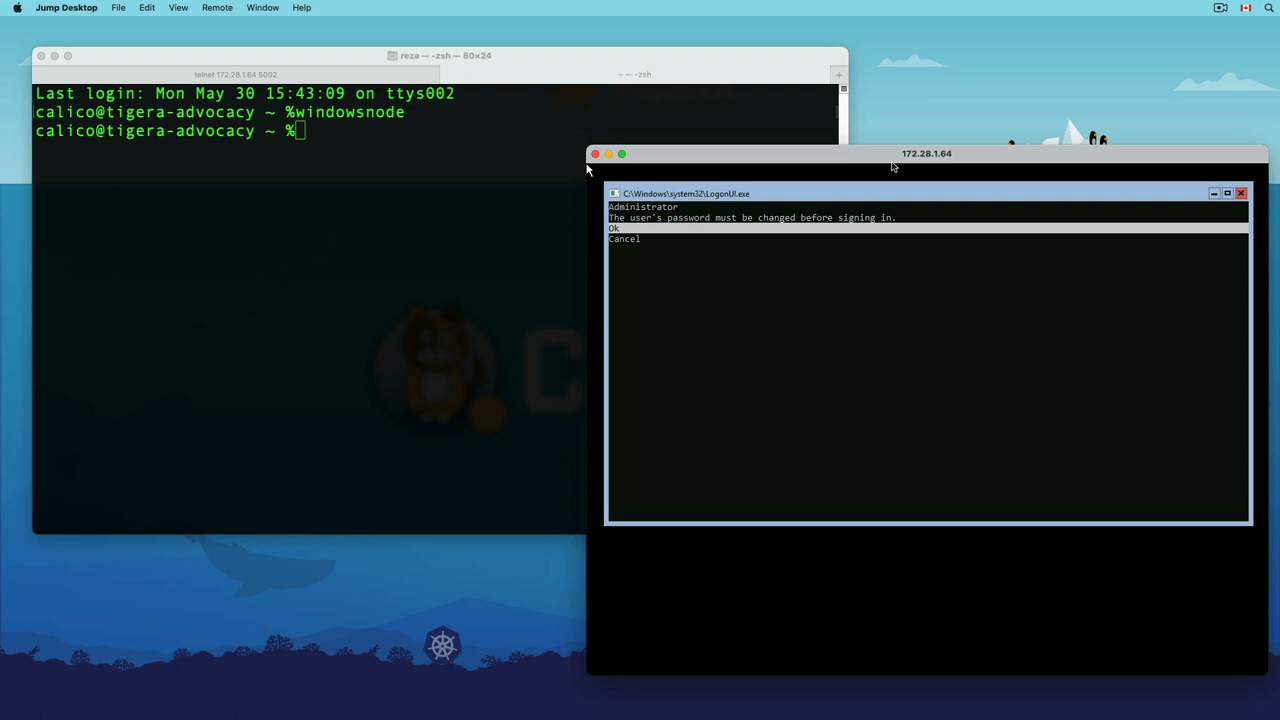 Jump Desktop File Edit View Remote Window Help
reza — -zsh — 80×24
telnet 172.28.1.64 5002
~ — -zsh
+
Last login: Mon May 30 15:43:09 on ttys002
calico@tigera-advocacy ~ %windowsnode
calico@tigera-advocacy ~ %
C
172.28.1.64
C:\Windows\system32\LogonUI.exe
Administrator
The user's password must be changed before signing in.
Ok
Cancel